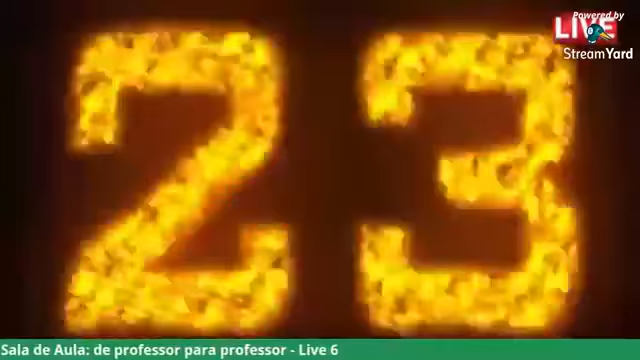 Powered by
LIVE
StreamYard
23
Sala de Aula: de professor para professor - Live 6